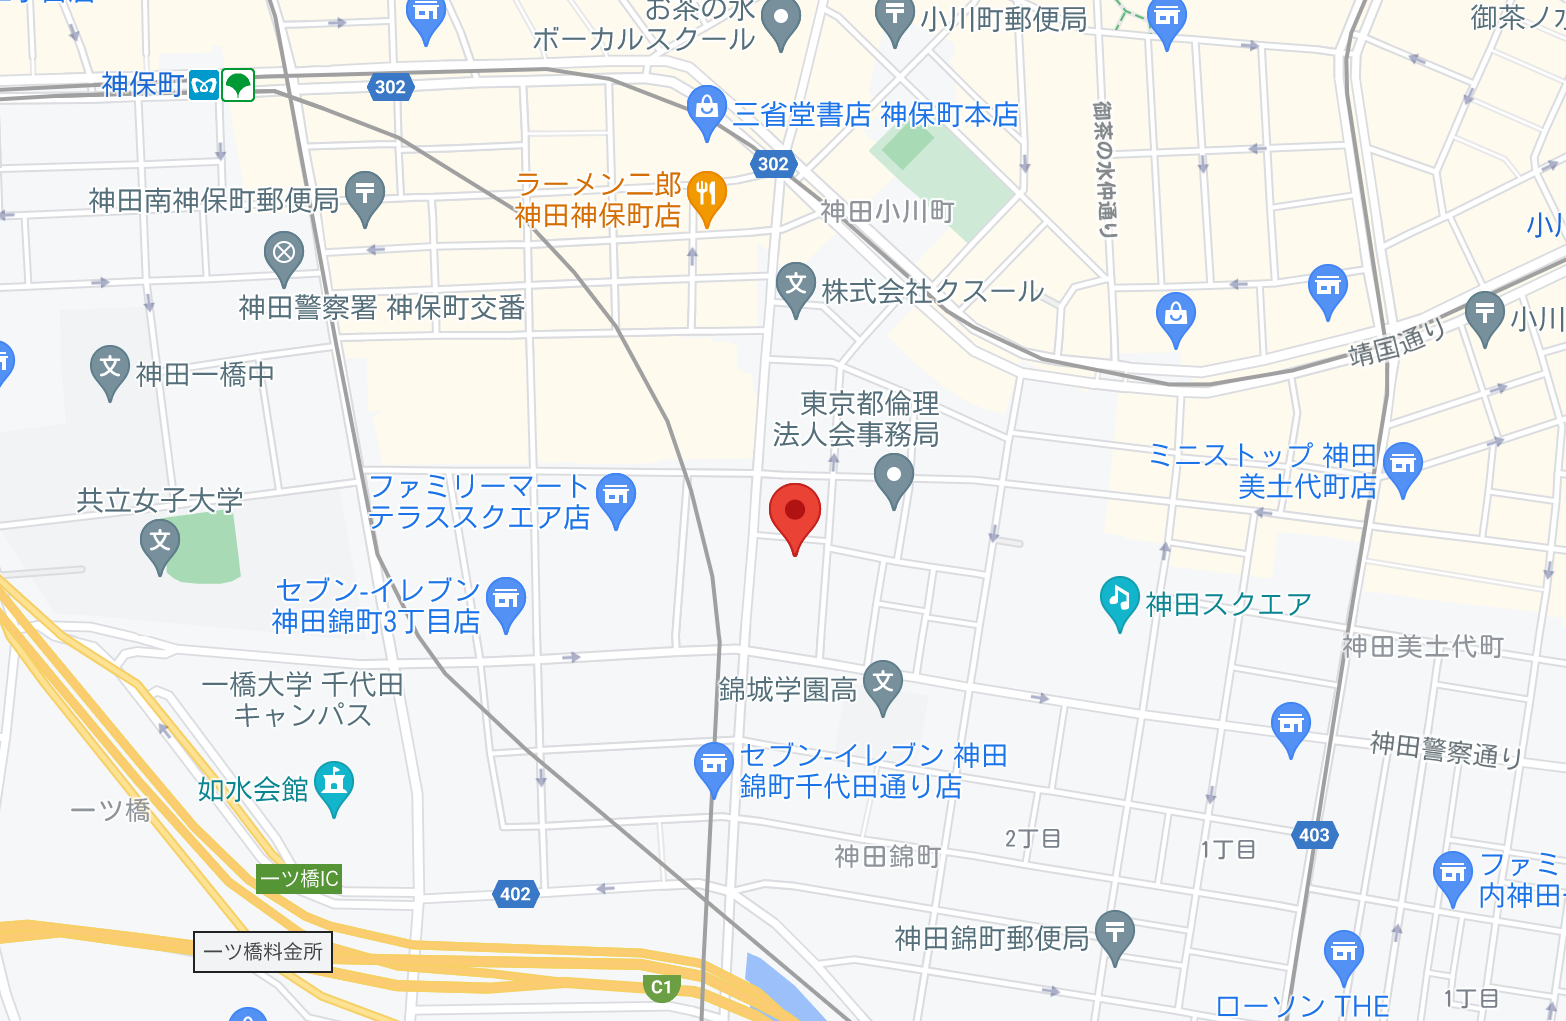 お茶の水
ボーカルスクール
小川町郵便局
御茶ノ
神保町
302
三省堂書店 神保町本店
御茶の水仲通り
302
ラーメン二郎
神田神保町店
神田南神保町郵便局
神田小川町
小川
神田警察署 神保町交番
株式会社クスール
小川
靖国通り
神田一橋中
東京都倫理
法人会事務局
ミニストップ 神田
美土代町店
ファミリーマート
テラススクエア店
共立女子大学
セブン-イレブン
神田錦町3丁目店
神田スクエア
神田美土代町
一橋大学 千代田
キャンパス
錦城学園高
神田警察通り
セブン-イレブン 神田
錦町千代田通り店
如水会館
一ツ橋
2丁目
1丁目
403
神田錦町
ファミ
内神田
一ツ橋IC
402
一ツ橋料金所
神田錦町郵便局
C1
ローソン THE
1丁目